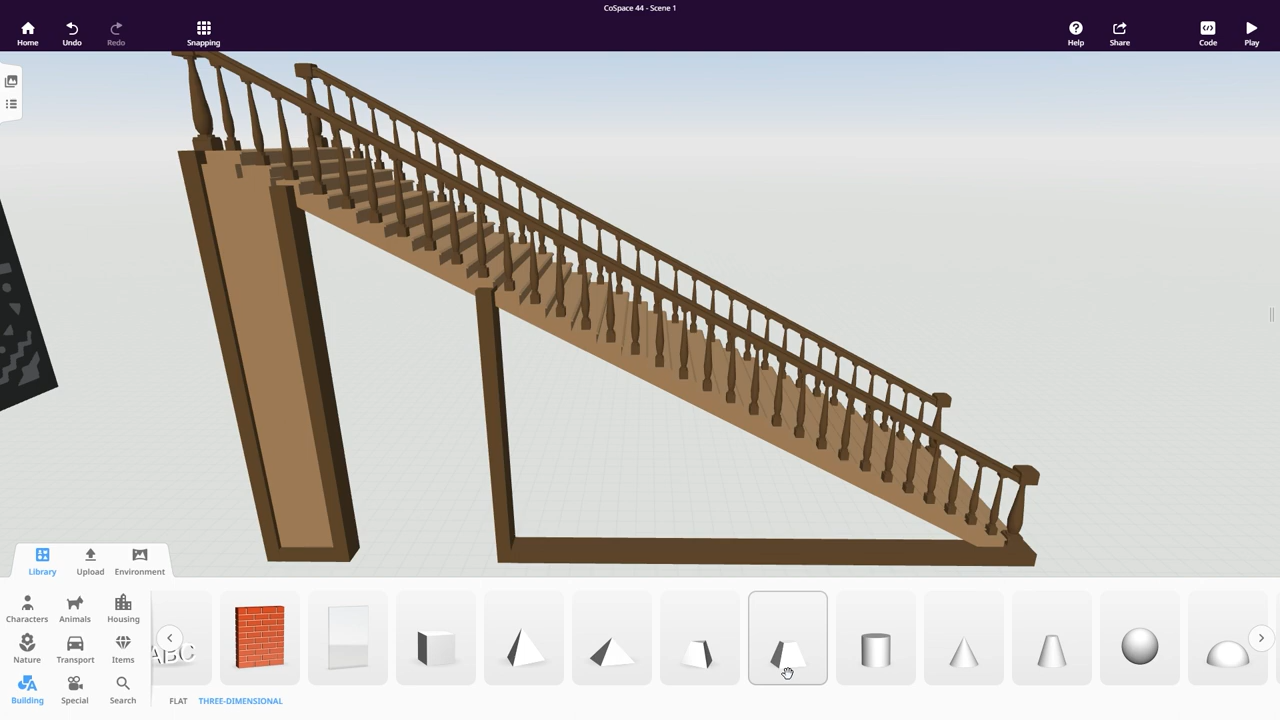 CoSpace 44 - Scene 1
Home
Undo
Redo
Snapping
Help
Share
Code
Play
Library
Upload
Environment
Characters
Animals
Housing
Nature
Transport
Items
Building
Special
Search
ABC
FLAT
THREE-DIMENSIONAL